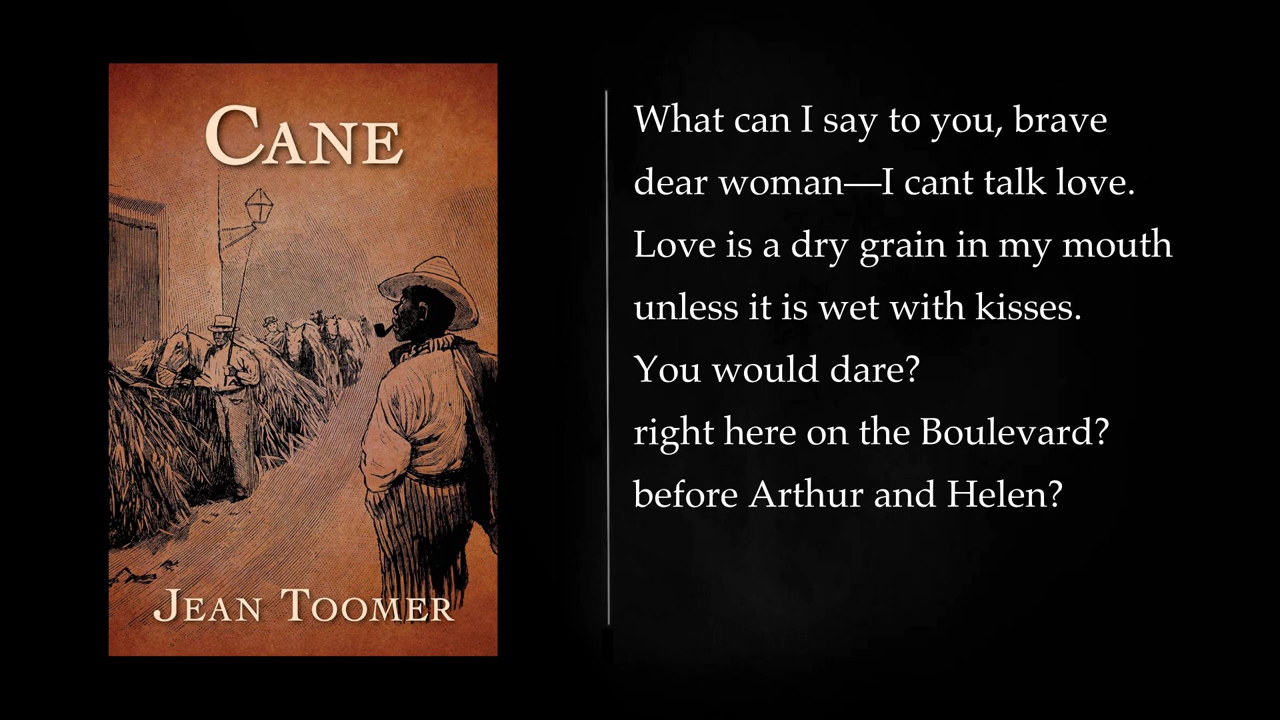 CANE
JEAN TOOMER
What can I say to you, brave
dear woman—I cant talk love.
Love is a dry grain in my mouth
unless it is wet with kisses.
You would dare?
right here on the Boulevard?
before Arthur and Helen?